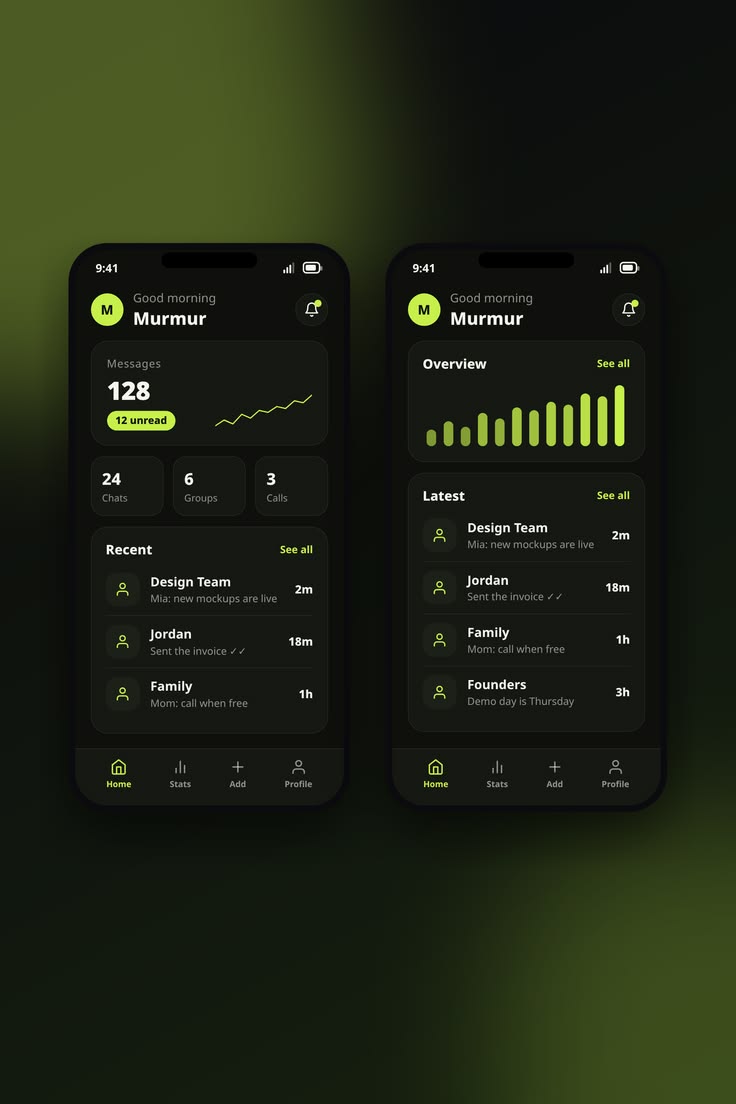 9:41
M
Good morning
Murmur
Messages
128
12 unread
24
Chats
6
Groups
3
Calls
Recent
See all
Design Team
Mia: new mockups are live
2m
Jordan
Sent the invoice ✓✓
18m
Family
Mom: call when free
1h
Home
Stats
Add
Profile
9:41
M
Good morning
Murmur
Overview
See all
Latest
See all
Design Team
Mia: new mockups are live
2m
Jordan
Sent the invoice ✓✓
18m
Family
Mom: call when free
1h
Founders
Demo day is Thursday
3h
Home
Stats
Add
Profile